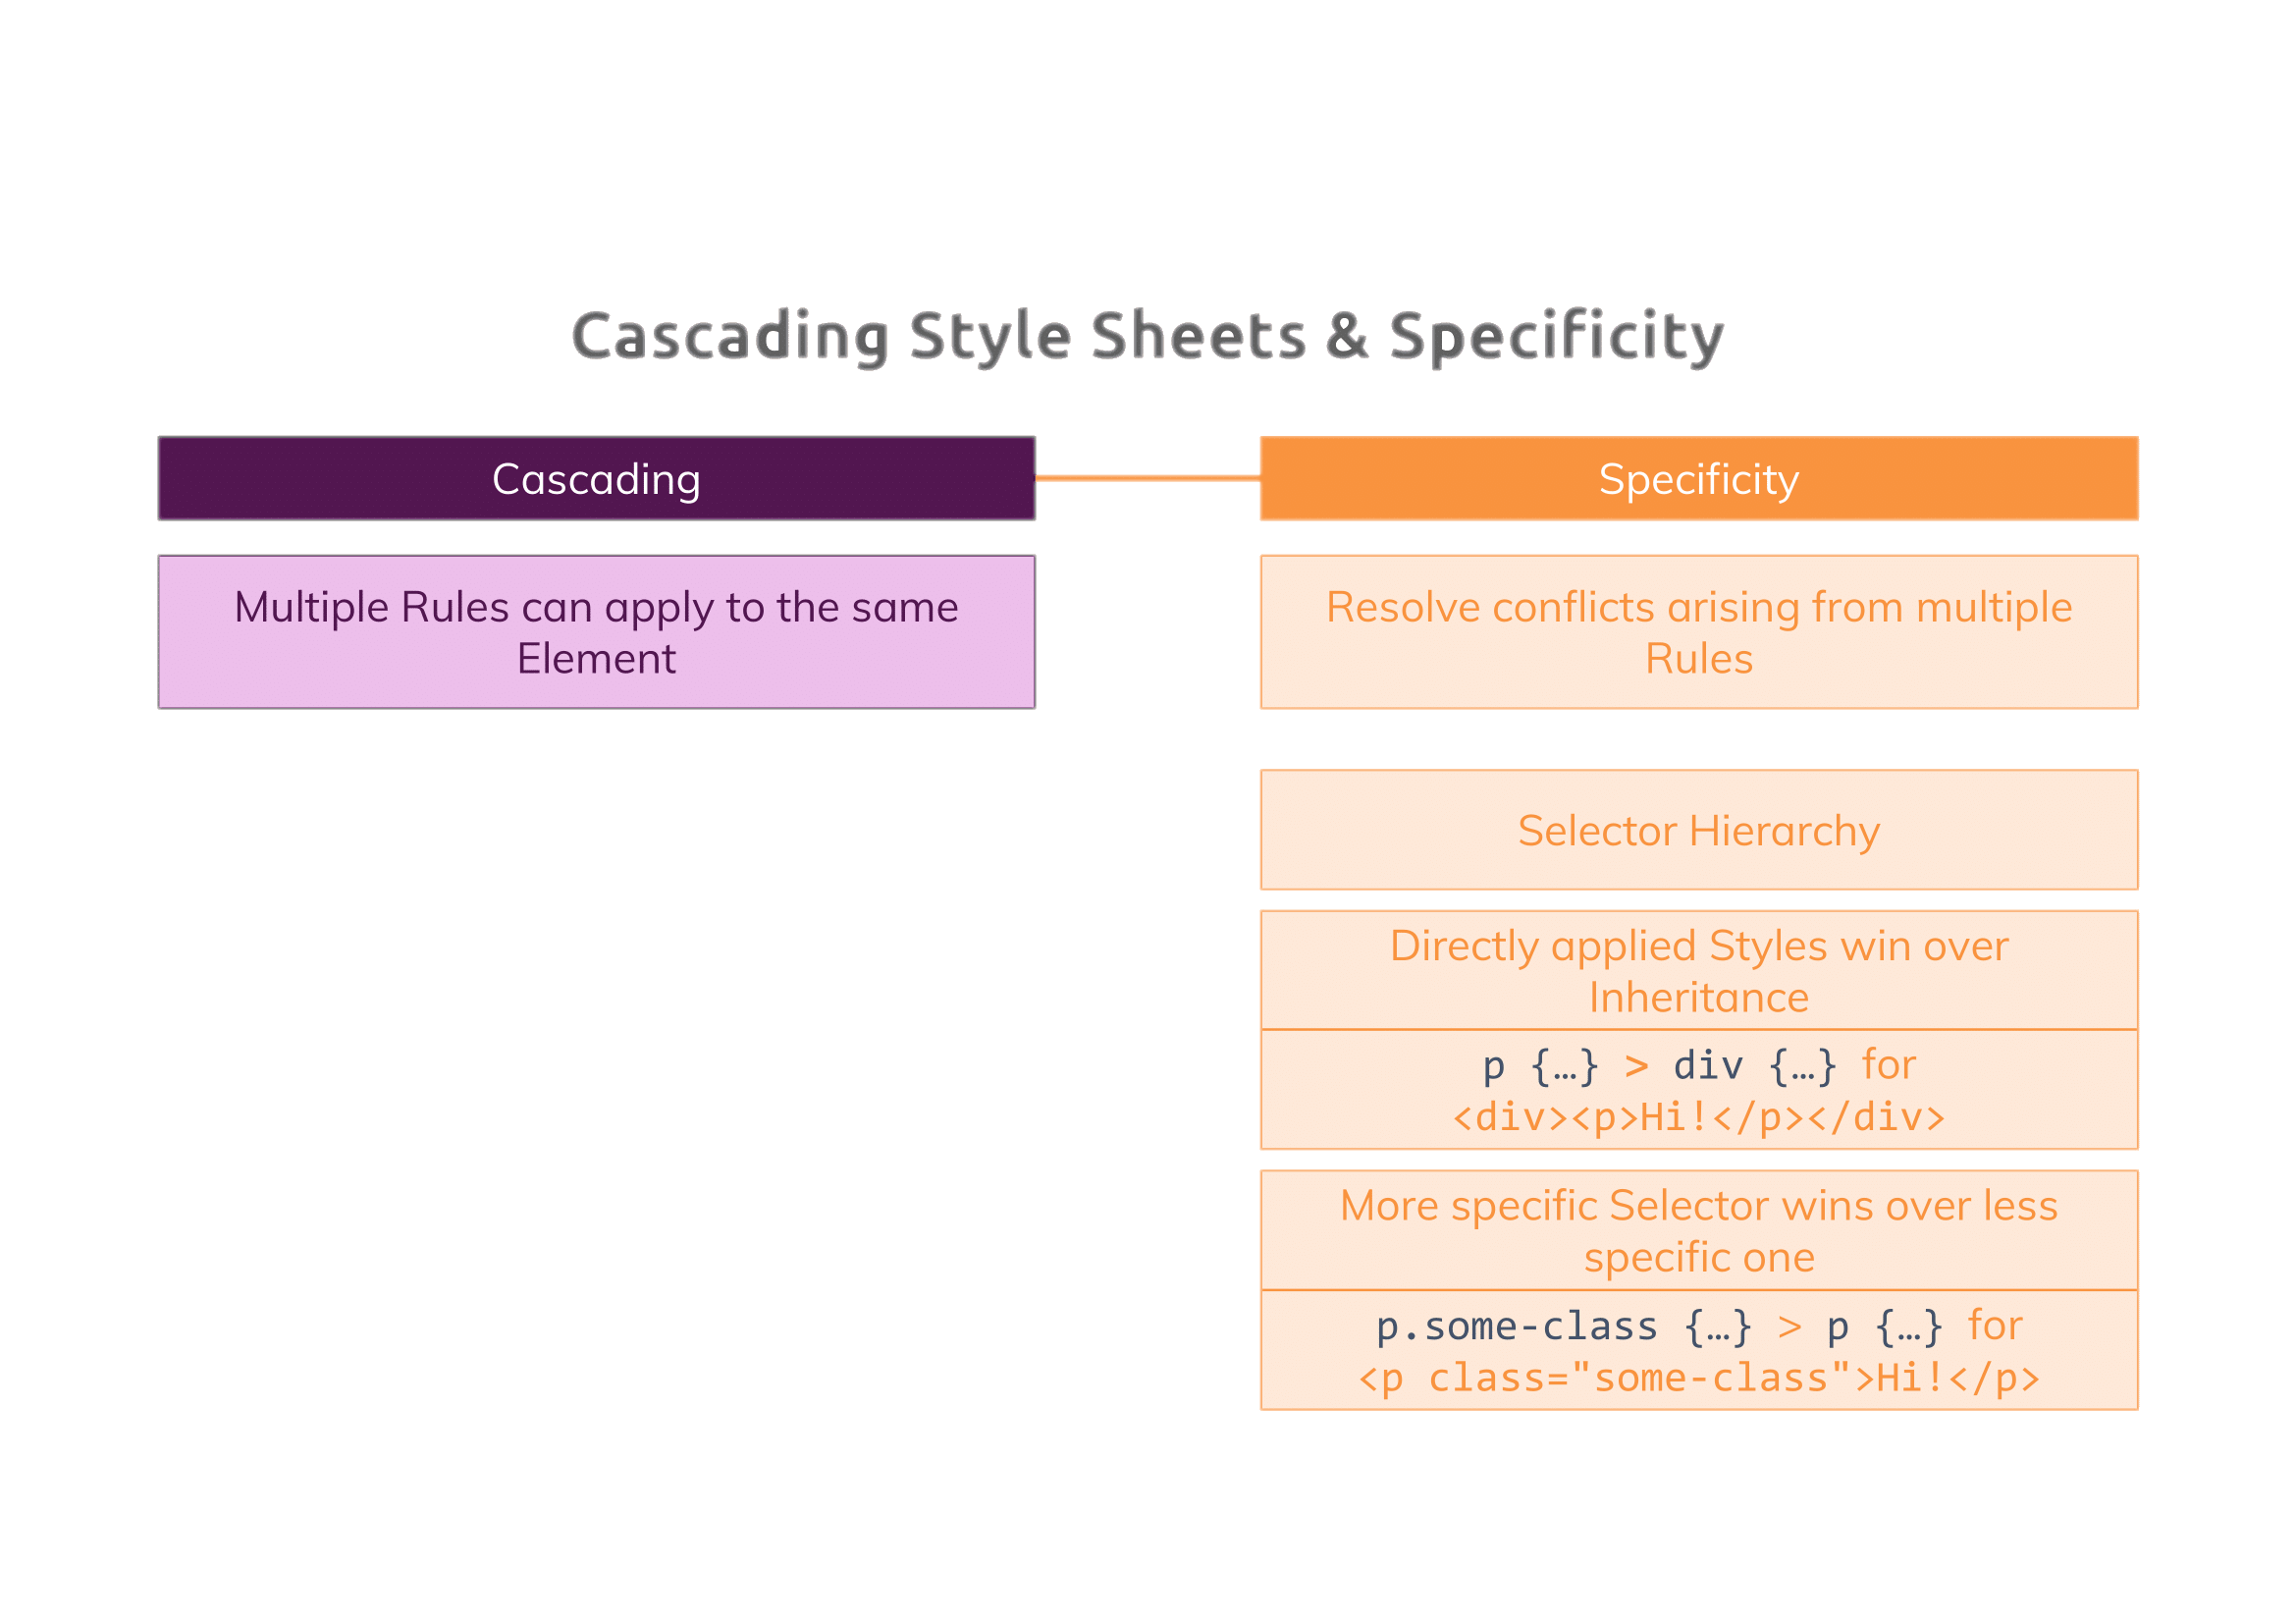 Cascading Style Sheets & Specificity
Cascading
Specificity
Multiple Rules can apply to the same
Element
Resolve conflicts arising from multiple
Rules
Selector Hierarchy
Directly applied Styles win over
Inheritance
p {…} > div {…} for
<div><p>Hi!</p></div>
More specific Selector wins over less
specific one
p.some-class {…} > p {…} for
<p class="some-class">Hi!</p>